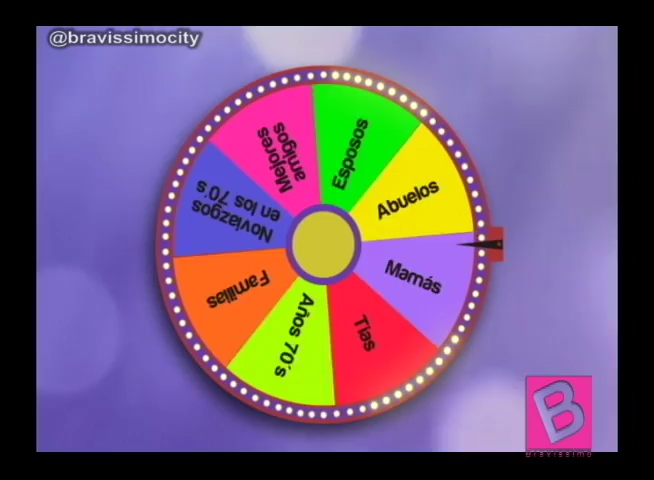 @bravissimocity
Esposos
Abuelos
Mamás
Tías
Años 70's
Familias
Noviazgos
en los 70's
Mejores
amigos
B
Bravissimo